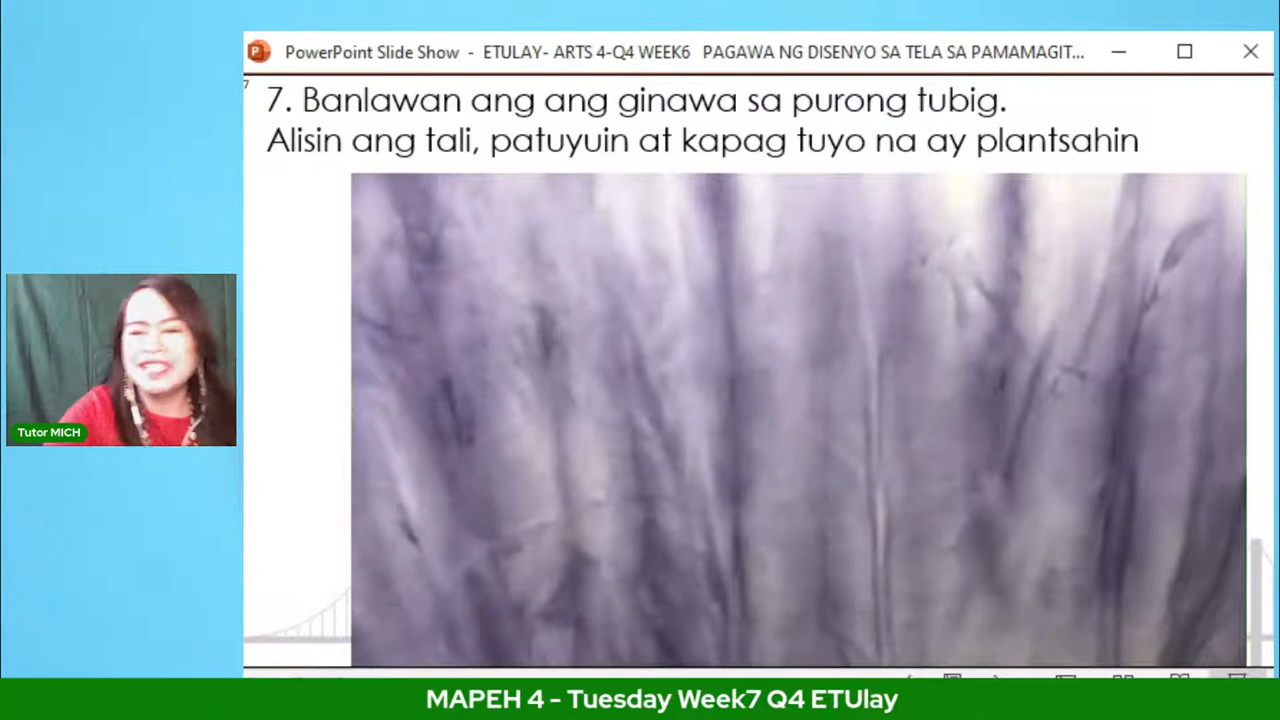 PowerPoint Slide Show - ETULAY- ARTS 4-Q4 WEEK6 PAGAWA NG DISENYO SA TELA SA PAMAMAGIT...
7
7. Banlawan ang ang ginawa sa purong tubig.
Alisin ang tali, patuyuin at kapag tuyo na ay plantsahin
Tutor MICH
MAPEH 4 - Tuesday Week7 Q4 ETUlay